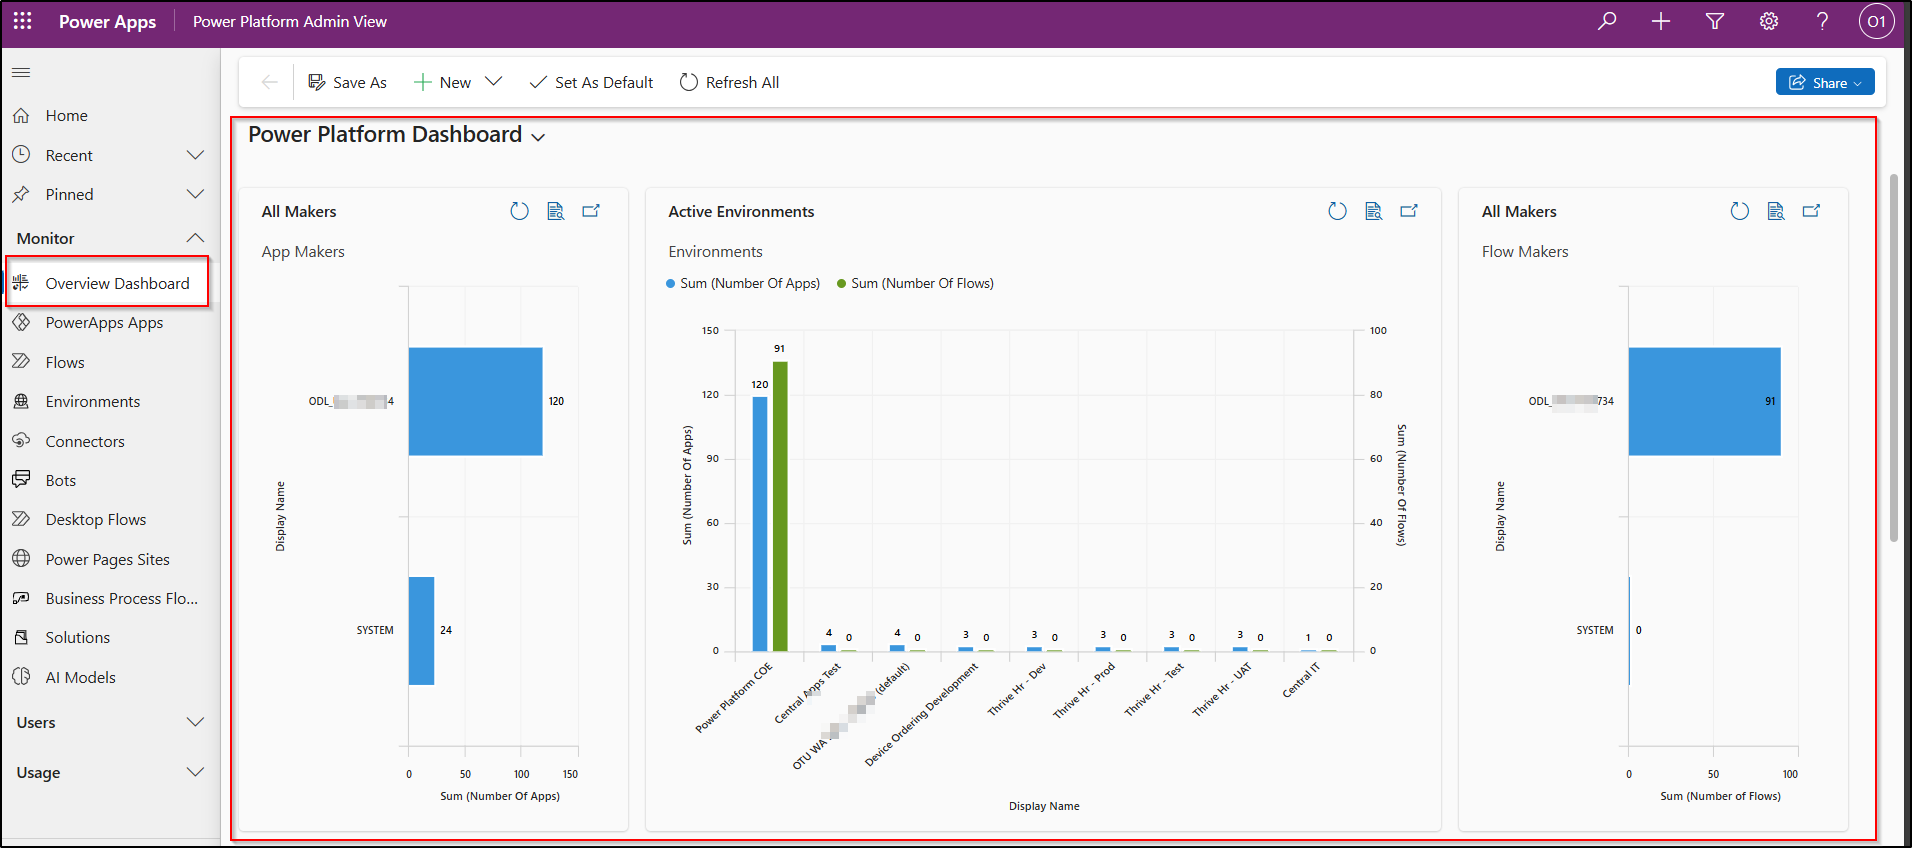 Power Apps
Power Platform Admin View
O1
Save As
New
Set As Default
Refresh All
Share
Home
Recent
Pinned
Monitor
Overview Dashboard
PowerApps Apps
Flows
Environments
Connectors
Bots
Desktop Flows
Power Pages Sites
Business Process Flo...
Solutions
AI Models
Users
Usage
Power Platform Dashboard
All Makers
App Makers
Display Name
ODL_ 4
120
SYSTEM
24
0 50 100 150
Sum (Number Of Apps)
Active Environments
Environments
Sum (Number Of Apps) Sum (Number Of Flows)
Sum (Number Of Apps)
150
120
90
60
30
0
120 91
4 0
4 0
3 0
3 0
3 0
3 0
3 0
1 0
100
80
60
40
20
0
Sum (Number Of Flows)
Power Platform COE
Central Apps Test
OTU WA (default)
Device Ordering Development
Thrive Hr - Dev
Thrive Hr - Prod
Thrive Hr - Test
Thrive Hr - UAT
Central IT
Display Name
All Makers
Flow Makers
Display Name
ODL_ 734
91
SYSTEM
0
0 50 100
Sum (Number of Flows)